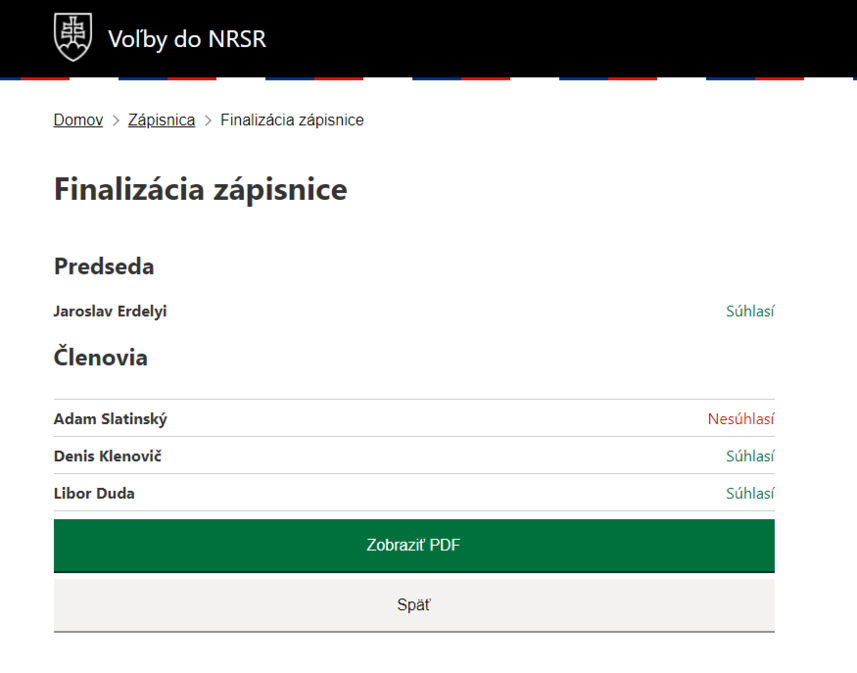 Voľby do NRSR
Domov > Zápisnica > Finalizácia zápisnice
Finalizácia zápisnice
Predseda
Jaroslav Erdelyi Súhlasí
Členovia
Adam Slatinský Nesúhlasí
Denis Klenovič Súhlasí
Libor Duda Súhlasí
Zobraziť PDF
Späť